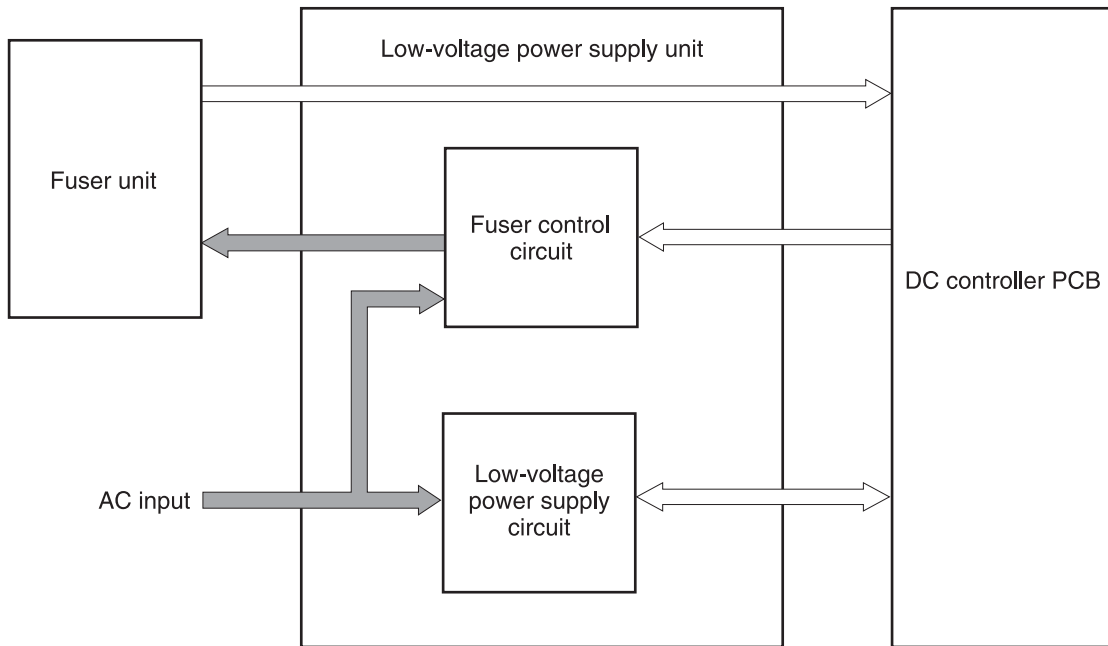 Low-voltage power supply unit
Fuser unit
Fuser control
circuit
DC controller PCB
Low-voltage
power supply
circuit
AC input